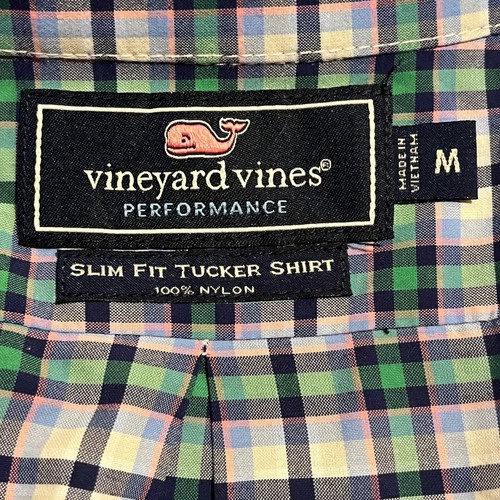 vineyard vines®
PERFORMANCE
SLIM FIT TUCKER SHIRT
100% NYLON
MADE IN
VIETNAM
M